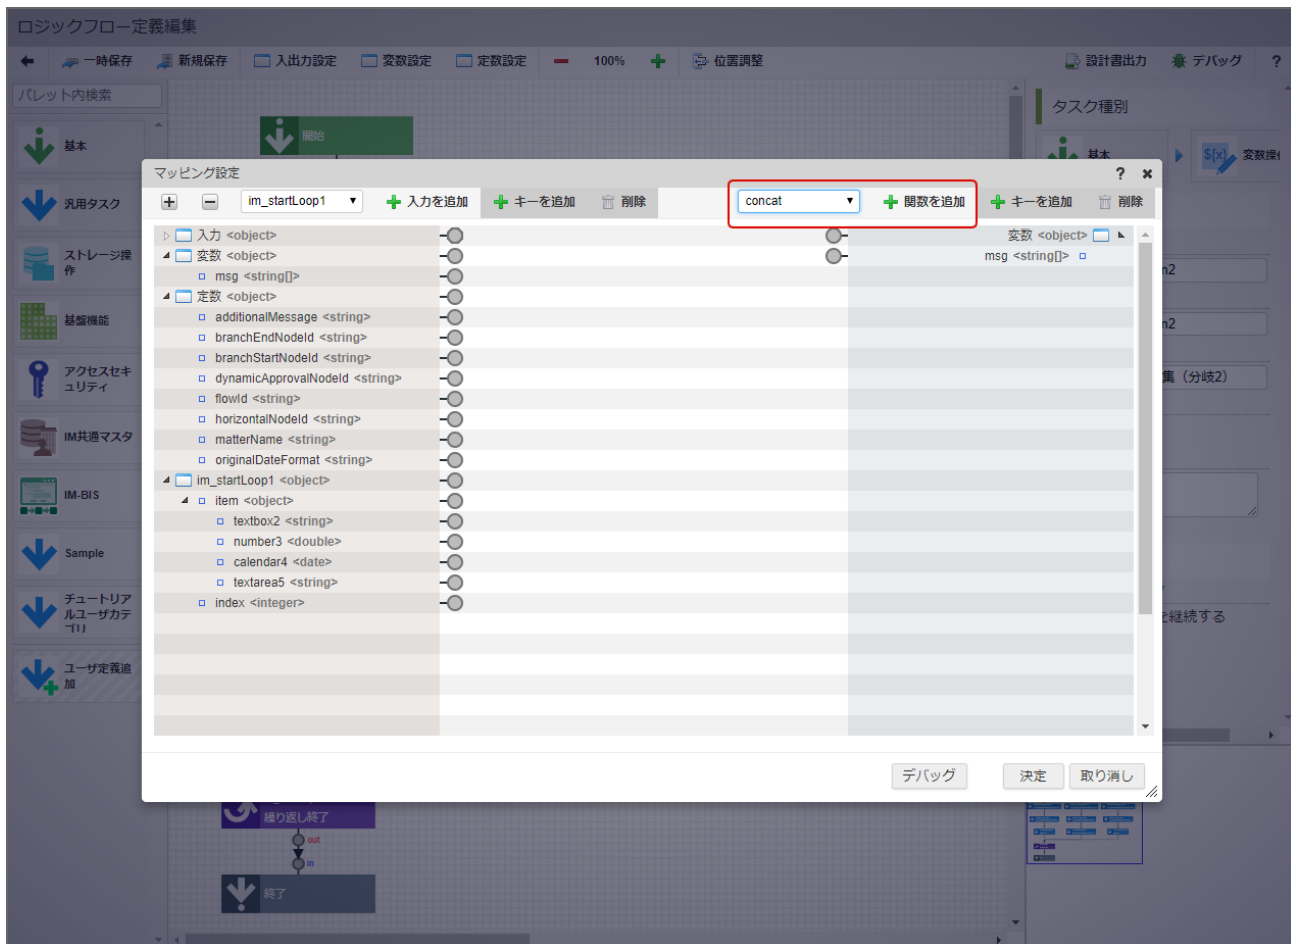 ロジックフロー定義編集
一時保存 新規保存 入出力設定 変数設定 定数設定 100% 位置調整 設計書出力 デバッグ ?
パレット内検索
基本
汎用タスク
ストレージ操
作
基盤機能
アクセスセキ
ュリティ
IM共通マスタ
IM-BIS
Sample
チュートリア
ルユーザカテ
ゴリ
ユーザ定義追
加
開始
タスク種別
基本 ${x} 変数操
マッピング設定 ?
im_startLoop1 入力を追加 キーを追加 削除 concat 関数を追加 キーを追加 削除
入力 <object>
変数 <object>
msg <string[]>
定数 <object>
additionalMessage <string>
branchEndNodeId <string>
branchStartNodeId <string>
dynamicApprovalNodeId <string>
flowId <string>
horizontalNodeId <string>
matterName <string>
originalDateFormat <string>
im_startLoop1 <object>
item <object>
textbox2 <string>
number3 <double>
calendar4 <date>
textarea5 <string>
index <integer>
変数 <object>
msg <string[]>
デバッグ 決定 取り消し
n2
n2
集（分岐2）
を継続する
繰り返し終了
out
in
終了